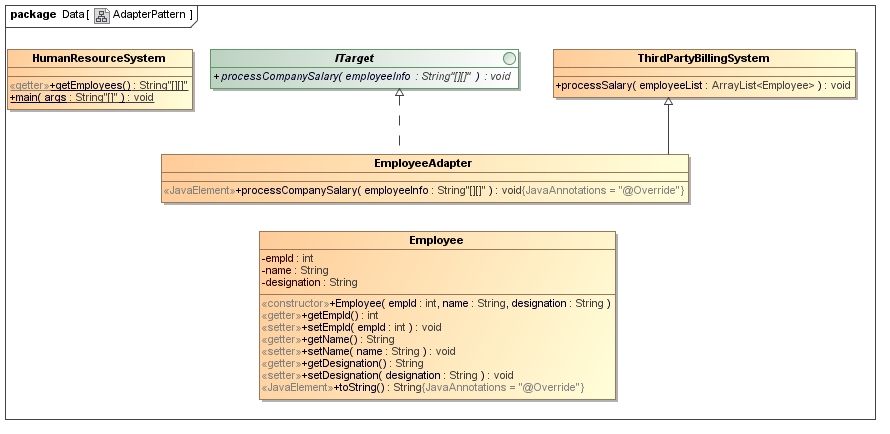 package Data [ AdapterPattern ]
HumanResourceSystem
«getter»+getEmployees() : String"[][]"
+main( args : String"[]" ) : void
ITarget
+processCompanySalary( employeeInfo : String"[][]" ) : void
ThirdPartyBillingSystem
+processSalary( employeeList : ArrayList<Employee> ) : void
EmployeeAdapter
«JavaElement»+processCompanySalary( employeeInfo : String"[][]" ) : void{JavaAnnotations = "@Override"}
Employee
-empId : int
-name : String
-designation : String
«constructor»+Employee( empId : int, name : String, designation : String )
«getter»+getEmpId() : int
«setter»+setEmpId( empId : int ) : void
«getter»+getName() : String
«setter»+setName( name : String ) : void
«getter»+getDesignation() : String
«setter»+setDesignation( designation : String ) : void
«JavaElement»+toString() : String{JavaAnnotations = "@Override"}